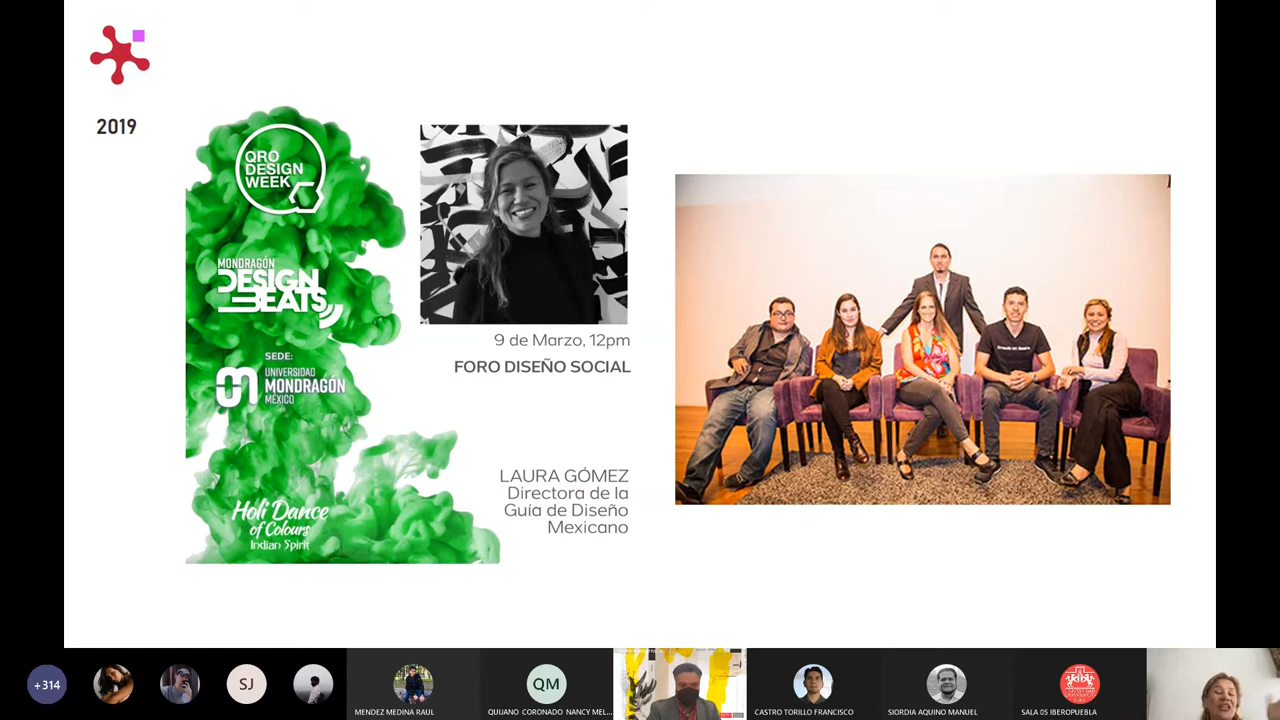 2019
QRO
DESIGN
WEEK
MONDRAGÓN
DESIGN
BEATS
SEDE:
UNIVERSIDAD
MONDRAGÓN
MÉXICO
Holi Dance
of Colours
Indian Spirit
9 de Marzo, 12pm
FORO DISEÑO SOCIAL
LAURA GÓMEZ
Directora de la
Guía de Diseño
Mexicano
+314
SJ
MENDEZ MEDINA RAUL
QM
QUIJANO CORONADO NANCY MEL...
CASTRO TORILLO FRANCISCO
SIORDIA AQUINO MANUEL
SALA 05 IBEROPUEBLA